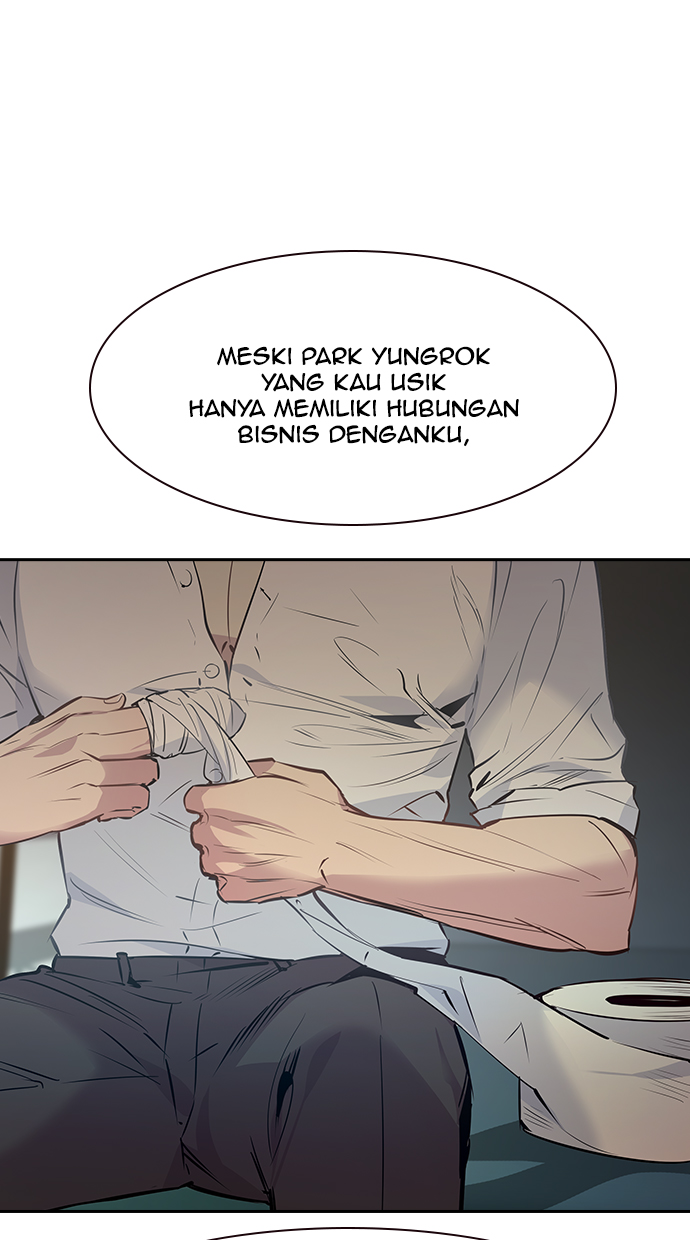 MESKI PARK YUNGROK
YANG KAU USIK
HANYA MEMILIKI HUBUNGAN
BISNIS DENGANKU,